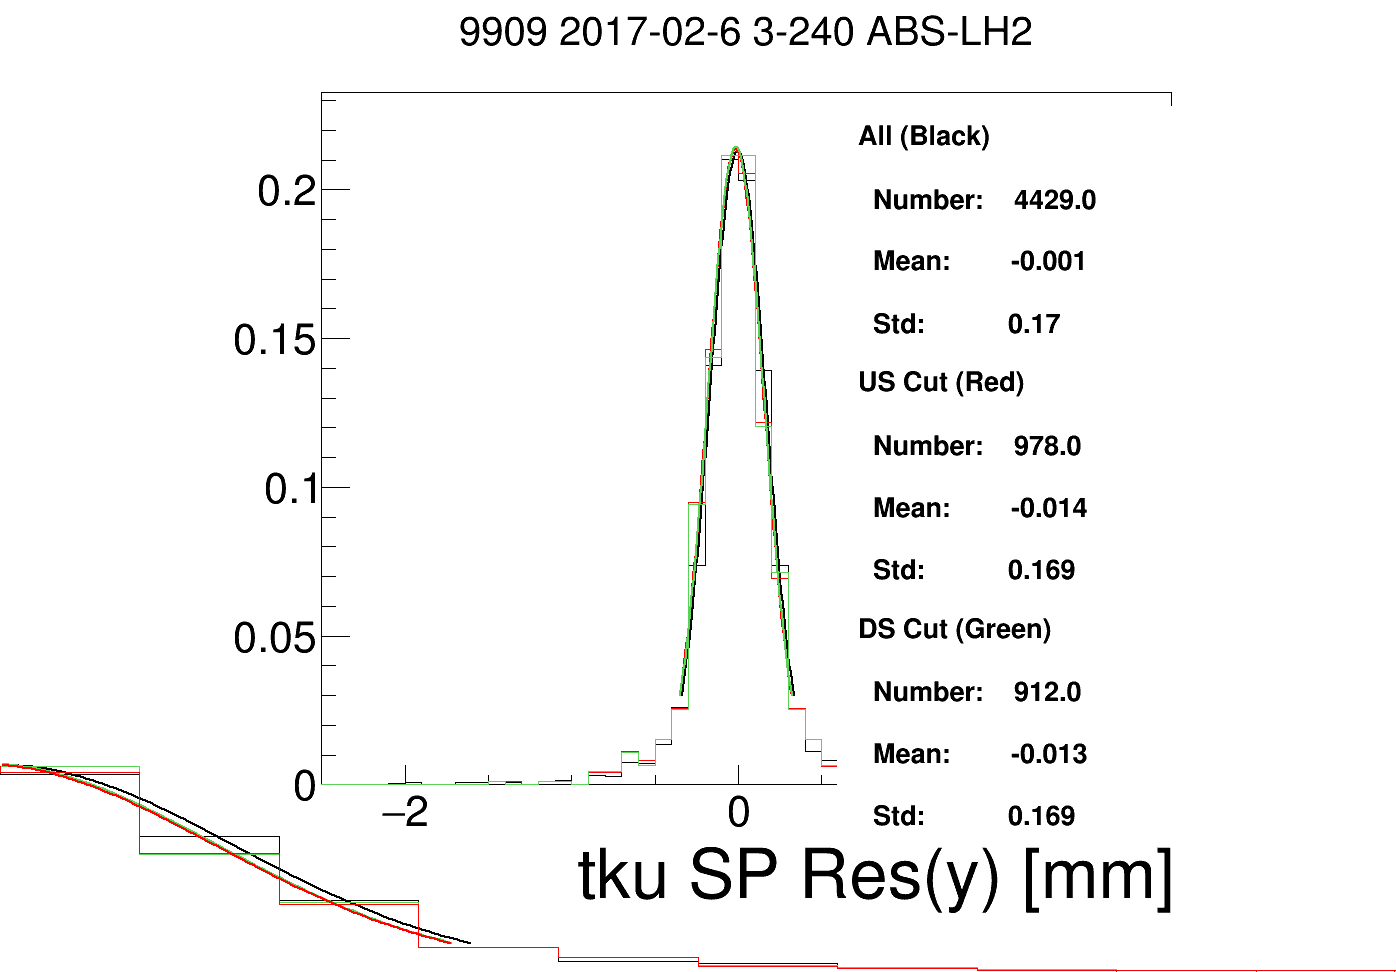 9909 2017-02-6 3-240 ABS-LH2
All (Black)
Number: 4429.0
Mean: -0.001
Std: 0.17
US Cut (Red)
Number: 978.0
Mean: -0.014
Std: 0.169
DS Cut (Green)
Number: 912.0
Mean: -0.013
Std: 0.169
0.2
0.15
0.1
0.05
0
−2 0
tku SP Res(y) [mm]